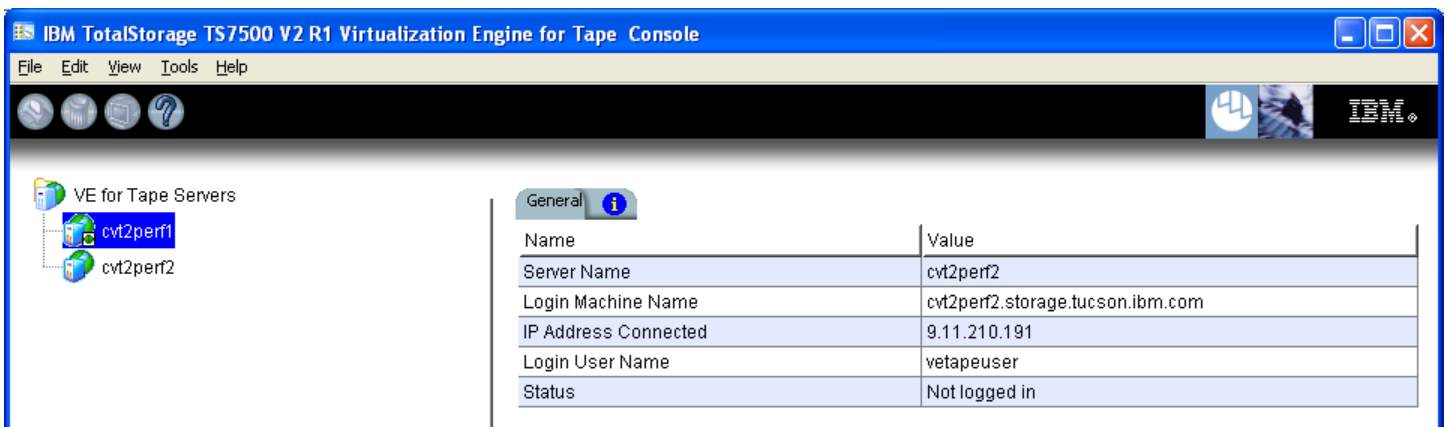 IBM TotalStorage TS7500 V2 R1 Virtualization Engine for Tape Console
File Edit View Tools Help
IBM
VE for Tape Servers
cvt2perf1
cvt2perf2
General
Name Value
Server Name cvt2perf2
Login Machine Name cvt2perf2.storage.tucson.ibm.com
IP Address Connected 9.11.210.191
Login User Name vetapeuser
Status Not logged in